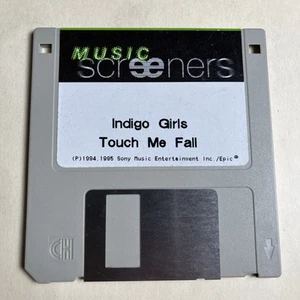 MUSIC
screeners
Indigo Girls
Touch Me Fall
(P)1994,1995 Sony Music Entertainment Inc./Epic®